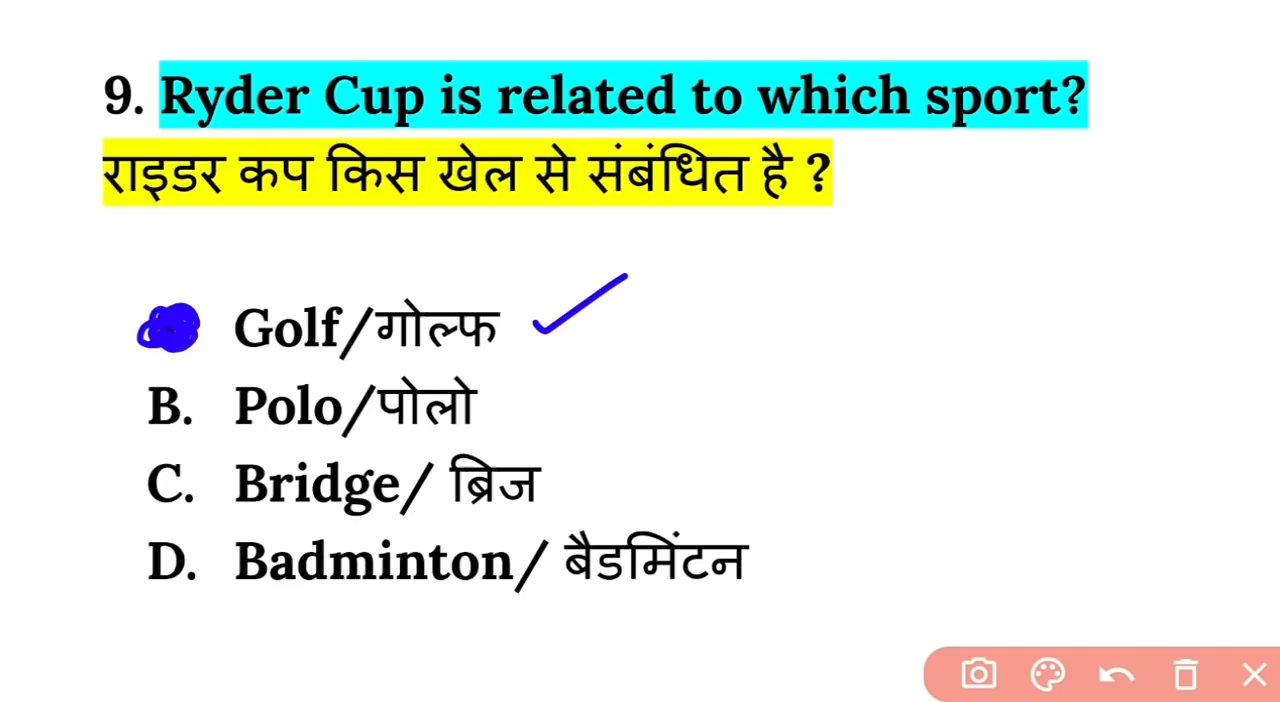 9. Ryder Cup is related to which sport?
राइडर कप किस खेल से संबंधित है ?
Golf/गोल्फ
B. Polo/पोलो
C. Bridge/ ब्रिज
D. Badminton/ बैडमिंटन